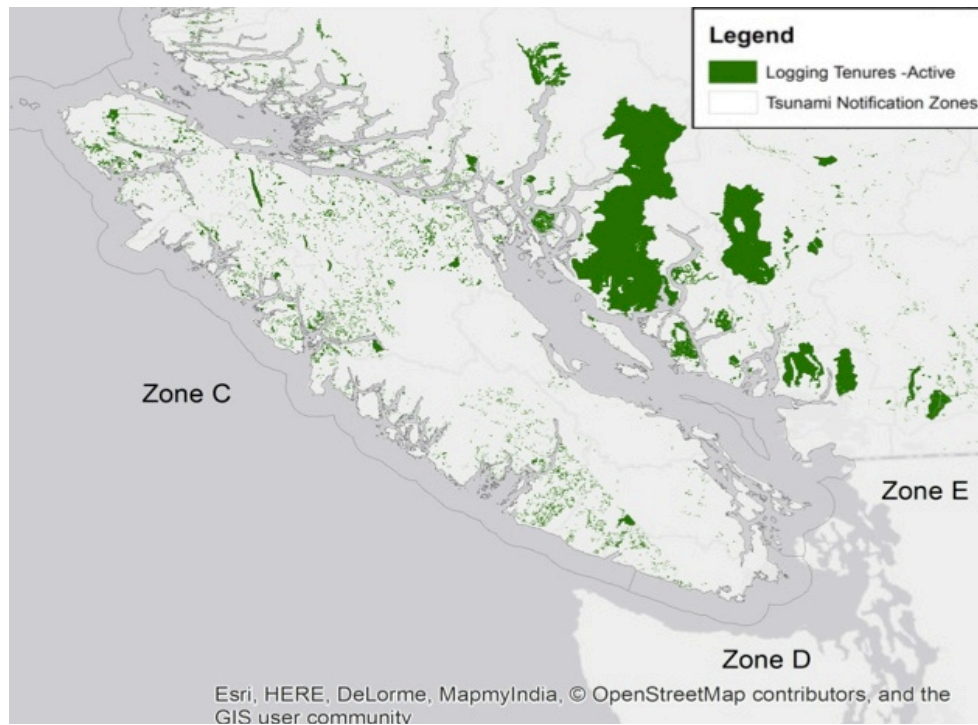 Legend
Logging Tenures -Active
Tsunami Notification Zones
Zone C
Zone E
Zone D
Esri, HERE, DeLorme, MapmyIndia, © OpenStreetMap contributors, and the
GIS user community